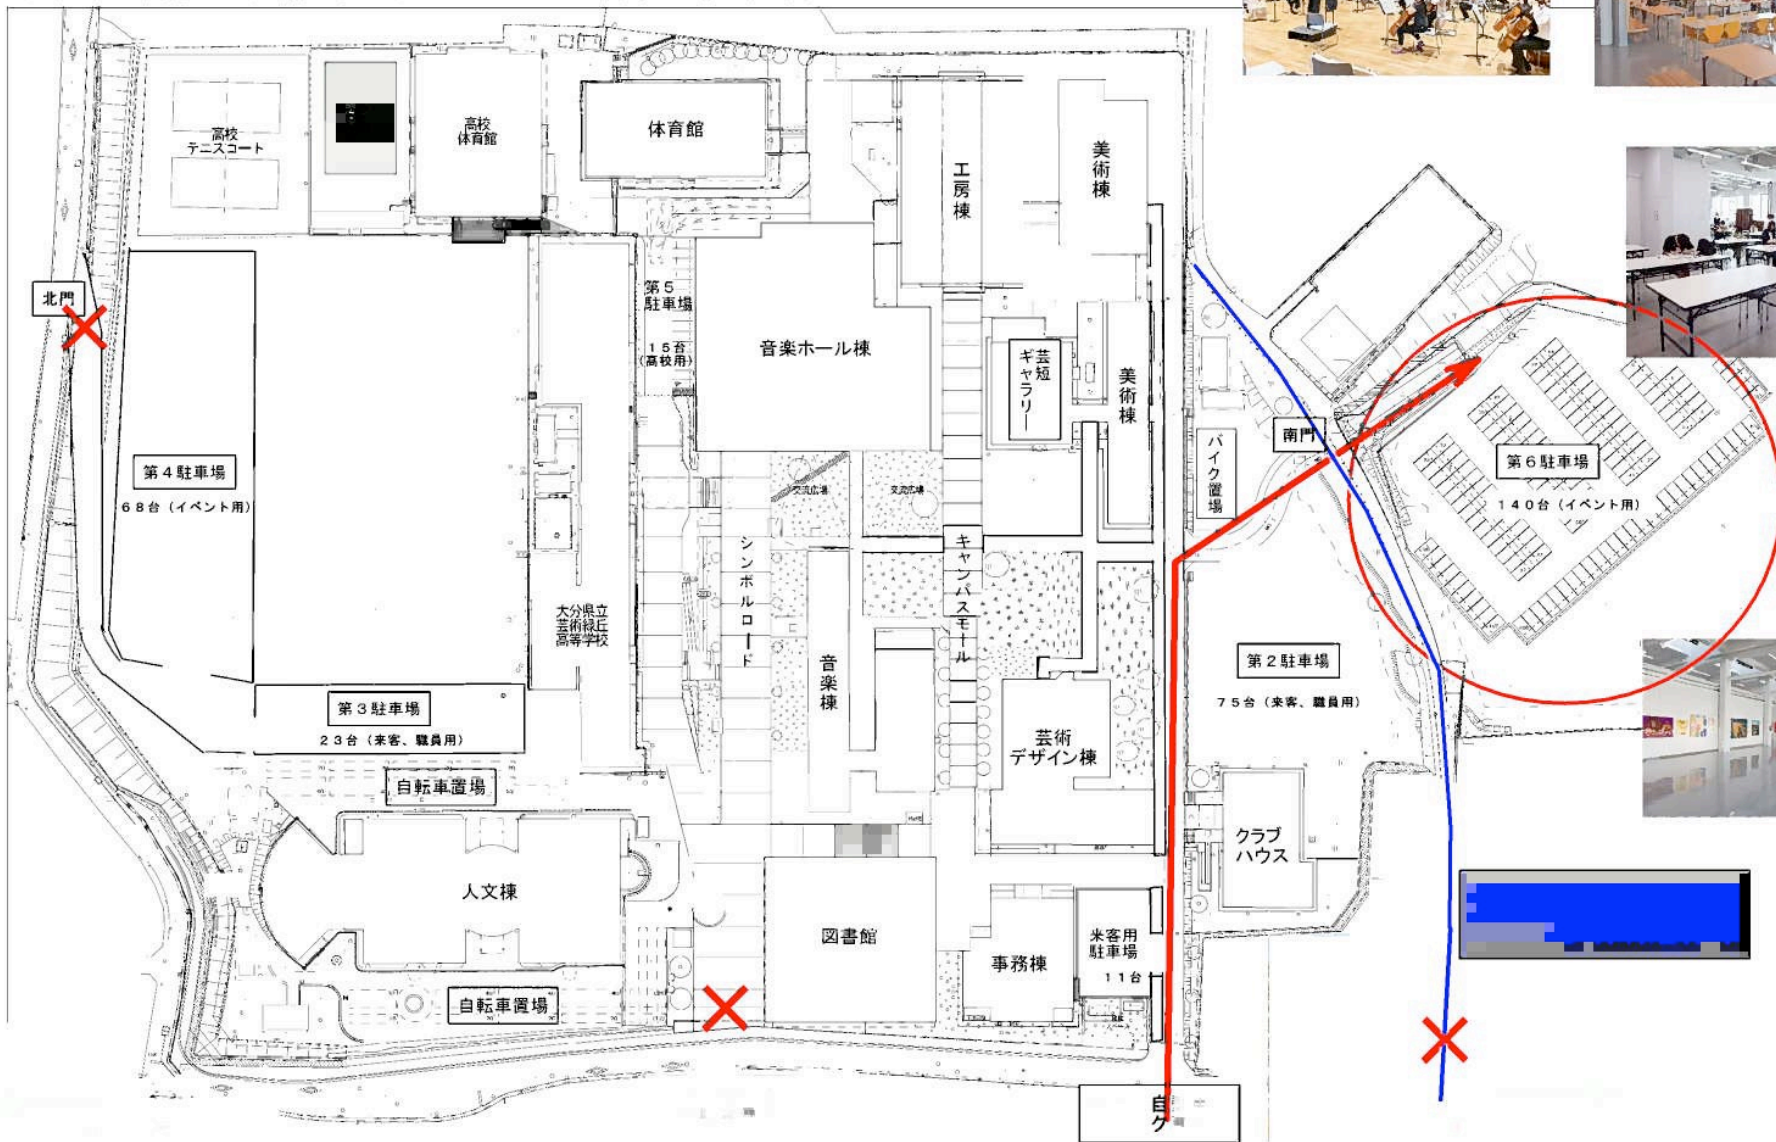 高校
テニスコート
高校
体育館
体育館
工房棟
美術棟
北門
第5
駐車場
15台
(高校用)
音楽ホール棟
芸短
ギャラリー
美術棟
バイク置場
南門
第6駐車場
140台(イベント用)
第4駐車場
68台(イベント用)
交流広場
交流広場
シンボルロード
キャンパスモール
大分県立
芸術緑丘
高等学校
音楽棟
第2駐車場
75台(来客、職員用)
第3駐車場
23台(来客、職員用)
芸術
デザイン棟
自転車置場
クラブ
ハウス
人文棟
図書館
事務棟
来客用
駐車場
11台
自転車置場
自
ク